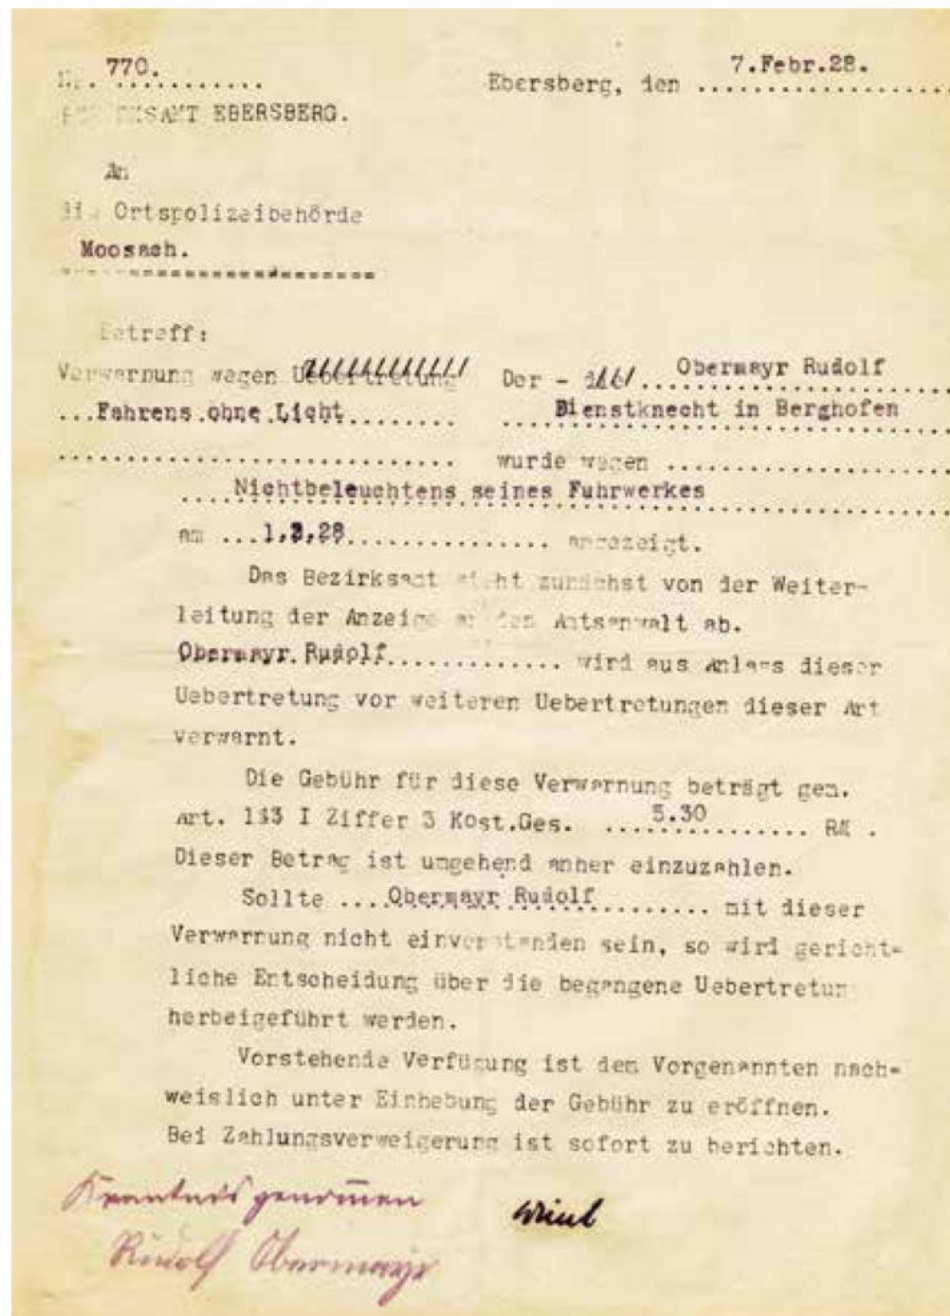 Nr. 770.
Ebersberg, den 7.Febr.28.
BEZIRKSAMT EBERSBERG.
An
die Ortspolizeibehörde
Moosach.
Betreff:
Verwarnung wegen Uebertretung
...Fahrens ohne Licht........
Der - ... Obermayr Rudolf
Dienstknecht in Berghofen
wurde wegen
Nichtbeleuchtens seines Fuhrwerkes
am ...1.2.28................ angezeigt.
Das Bezirksamt sieht zunächst von der Weiter-
leitung der Anzeige an den Amtsanwalt ab.
Obermayr Rudolf............. wird aus Anlass dieser
Uebertretung vor weiteren Uebertretungen dieser Art
verwarnt.
Die Gebühr für diese Verwarnung beträgt gem.
Art. 183 I Ziffer 3 Kost.Ges. ....5.30......... RM .
Dieser Betrag ist umgehend anher einzuzahlen.
Sollte ....Obermayr Rudolf........ mit dieser
Verwarnung nicht einverstanden sein, so wird gericht=
liche Entscheidung über die begangene Uebertretung
herbeigeführt werden.
Vorstehende Verfügung ist dem Vorgenannten nach=
weislich unter Einhebung der Gebühr zu eröffnen.
Bei Zahlungsverweigerung ist sofort zu berichten.
Kenntnis genommen
Rudolf Obermayr